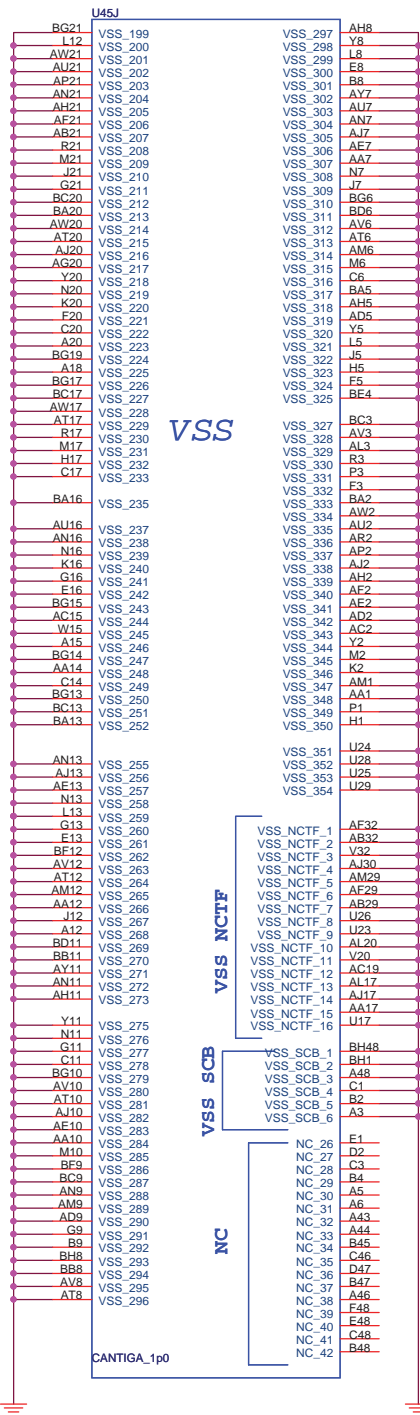 U45J
BG21 VSS_199
L12 VSS_200
AW21 VSS_201
AU21 VSS_202
AP21 VSS_203
AN21 VSS_204
AH21 VSS_205
AF21 VSS_206
AB21 VSS_207
R21 VSS_208
M21 VSS_209
J21 VSS_210
G21 VSS_211
BC20 VSS_212
BA20 VSS_213
AW20 VSS_214
AT20 VSS_215
AJ20 VSS_216
AG20 VSS_217
Y20 VSS_218
N20 VSS_219
K20 VSS_220
F20 VSS_221
C20 VSS_222
A20 VSS_223
BG19 VSS_224
A18 VSS_225
BG17 VSS_226
BC17 VSS_227
AW17 VSS_228
AT17 VSS_229
R17 VSS_230
M17 VSS_231
H17 VSS_232
C17 VSS_233
BA16 VSS_235
AU16 VSS_237
AN16 VSS_238
N16 VSS_239
K16 VSS_240
G16 VSS_241
E16 VSS_242
BG15 VSS_243
AC15 VSS_244
W15 VSS_245
A15 VSS_246
BG14 VSS_247
AA14 VSS_248
C14 VSS_249
BG13 VSS_250
BC13 VSS_251
BA13 VSS_252
AN13 VSS_255
AJ13 VSS_256
AE13 VSS_257
N13 VSS_258
L13 VSS_259
G13 VSS_260
E13 VSS_261
BF12 VSS_262
AV12 VSS_263
AT12 VSS_264
AM12 VSS_265
AA12 VSS_266
J12 VSS_267
A12 VSS_268
BD11 VSS_269
BB11 VSS_270
AY11 VSS_271
AN11 VSS_272
AH11 VSS_273
Y11 VSS_275
N11 VSS_276
G11 VSS_277
C11 VSS_278
BG10 VSS_279
AV10 VSS_280
AT10 VSS_281
AJ10 VSS_282
AE10 VSS_283
AA10 VSS_284
M10 VSS_285
BF9 VSS_286
BC9 VSS_287
AN9 VSS_288
AM9 VSS_289
AD9 VSS_290
G9 VSS_291
B9 VSS_292
BH8 VSS_293
BB8 VSS_294
AV8 VSS_295
AT8 VSS_296
VSS
VSS_297 AH8
VSS_298 Y8
VSS_299 L8
VSS_300 E8
VSS_301 B8
VSS_302 AY7
VSS_303 AU7
VSS_304 AN7
VSS_305 AJ7
VSS_306 AE7
VSS_307 AA7
VSS_308 N7
VSS_309 J7
VSS_310 BG6
VSS_311 BD6
VSS_312 AV6
VSS_313 AT6
VSS_314 AM6
VSS_315 M6
VSS_316 C6
VSS_317 BA5
VSS_318 AH5
VSS_319 AD5
VSS_320 Y5
VSS_321 L5
VSS_322 J5
VSS_323 H5
VSS_324 F5
VSS_325 BE4
VSS_327 BC3
VSS_328 AV3
VSS_329 AL3
VSS_330 R3
VSS_331 P3
VSS_332 F3
VSS_333 BA2
VSS_334 AW2
VSS_335 AU2
VSS_336 AR2
VSS_337 AP2
VSS_338 AJ2
VSS_339 AH2
VSS_340 AF2
VSS_341 AE2
VSS_342 AD2
VSS_343 AC2
VSS_344 Y2
VSS_345 M2
VSS_346 K2
VSS_347 AM1
VSS_348 AA1
VSS_349 P1
VSS_350 H1
VSS_351 U24
VSS_352 U28
VSS_353 U25
VSS_354 U29
VSS NCTF
VSS_NCTF_1 AF32
VSS_NCTF_2 AB32
VSS_NCTF_3 V32
VSS_NCTF_4 AJ30
VSS_NCTF_5 AM29
VSS_NCTF_6 AF29
VSS_NCTF_7 AB29
VSS_NCTF_8 U26
VSS_NCTF_9 U23
VSS_NCTF_10 AL20
VSS_NCTF_11 V20
VSS_NCTF_12 AC19
VSS_NCTF_13 AL17
VSS_NCTF_14 AJ17
VSS_NCTF_15 AA17
VSS_NCTF_16 U17
VSS SCB
VSS_SCB_1 BH48
VSS_SCB_2 BH1
VSS_SCB_3 A48
VSS_SCB_4 C1
VSS_SCB_5 B2
VSS_SCB_6 A3
NC
NC_26 E1
NC_27 D2
NC_28 C3
NC_29 B4
NC_30 A5
NC_31 A6
NC_32 A43
NC_33 A44
NC_34 B45
NC_35 C46
NC_36 D47
NC_37 B47
NC_38 A46
NC_39 F48
NC_40 E48
NC_41 C48
NC_42 B48
CANTIGA_1p0